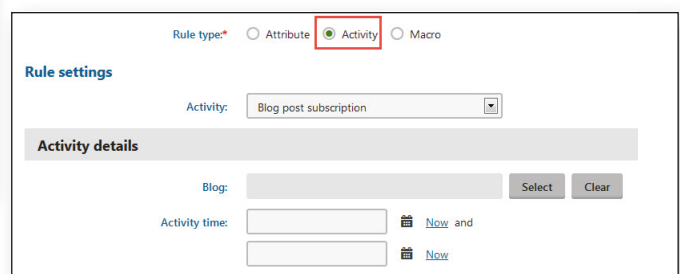 Rule type:* Attribute Activity Macro
Rule settings
Activity: Blog post subscription
Activity details
Blog: Select Clear
Activity time: Now and
Now